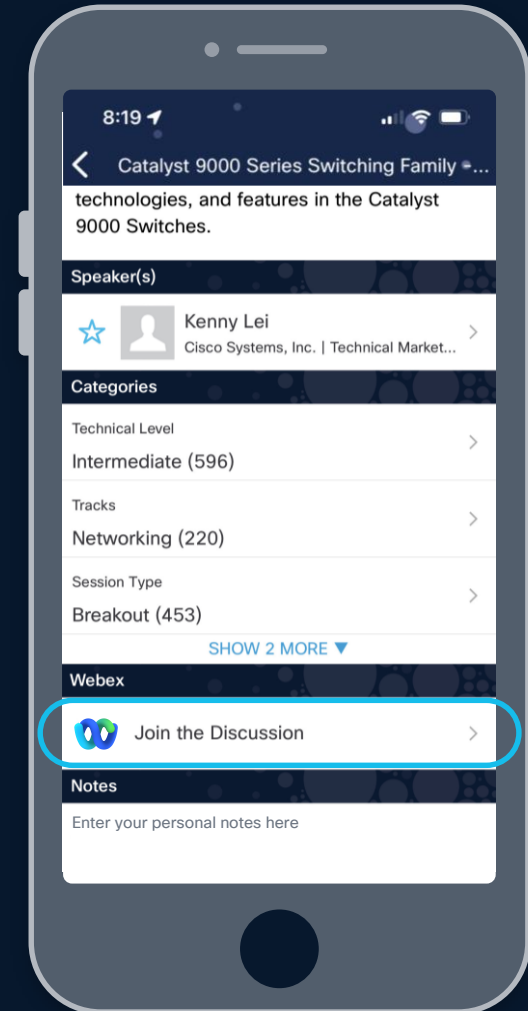 8:19
Catalyst 9000 Series Switching Family -...
technologies, and features in the Catalyst
9000 Switches.
Speaker(s)
Kenny Lei
Cisco Systems, Inc. | Technical Market...
Categories
Technical Level
Intermediate (596)
Tracks
Networking (220)
Session Type
Breakout (453)
SHOW 2 MORE ▼
Webex
Join the Discussion
Notes
Enter your personal notes here